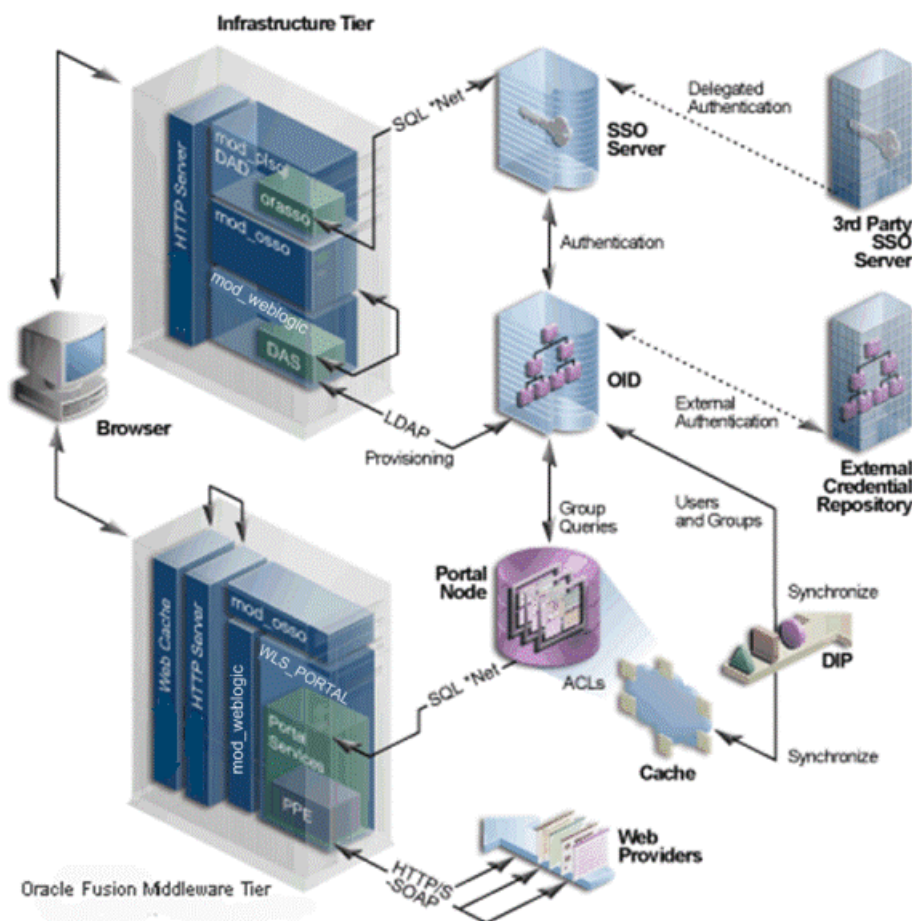 Infrastructure Tier
HTTP Server
mod_plsql
DAD
orasso
mod_osso
mod_weblogic
DAS
SQL *Net
SSO
Server
Delegated
Authentication
3rd Party
SSO
Server
Authentication
OID
External
Authentication
External
Credential
Repository
Browser
LDAP
Provisioning
Group
Queries
Users
and Groups
Portal
Node
Synchronize
DIP
Web Cache
HTTP Server
mod_osso
mod_weblogic
WLS_PORTAL
Portal
Services
PPE
SQL *Net
ACLs
Cache
Synchronize
HTTP/S
-SOAP
Web
Providers
Oracle Fusion Middleware Tier